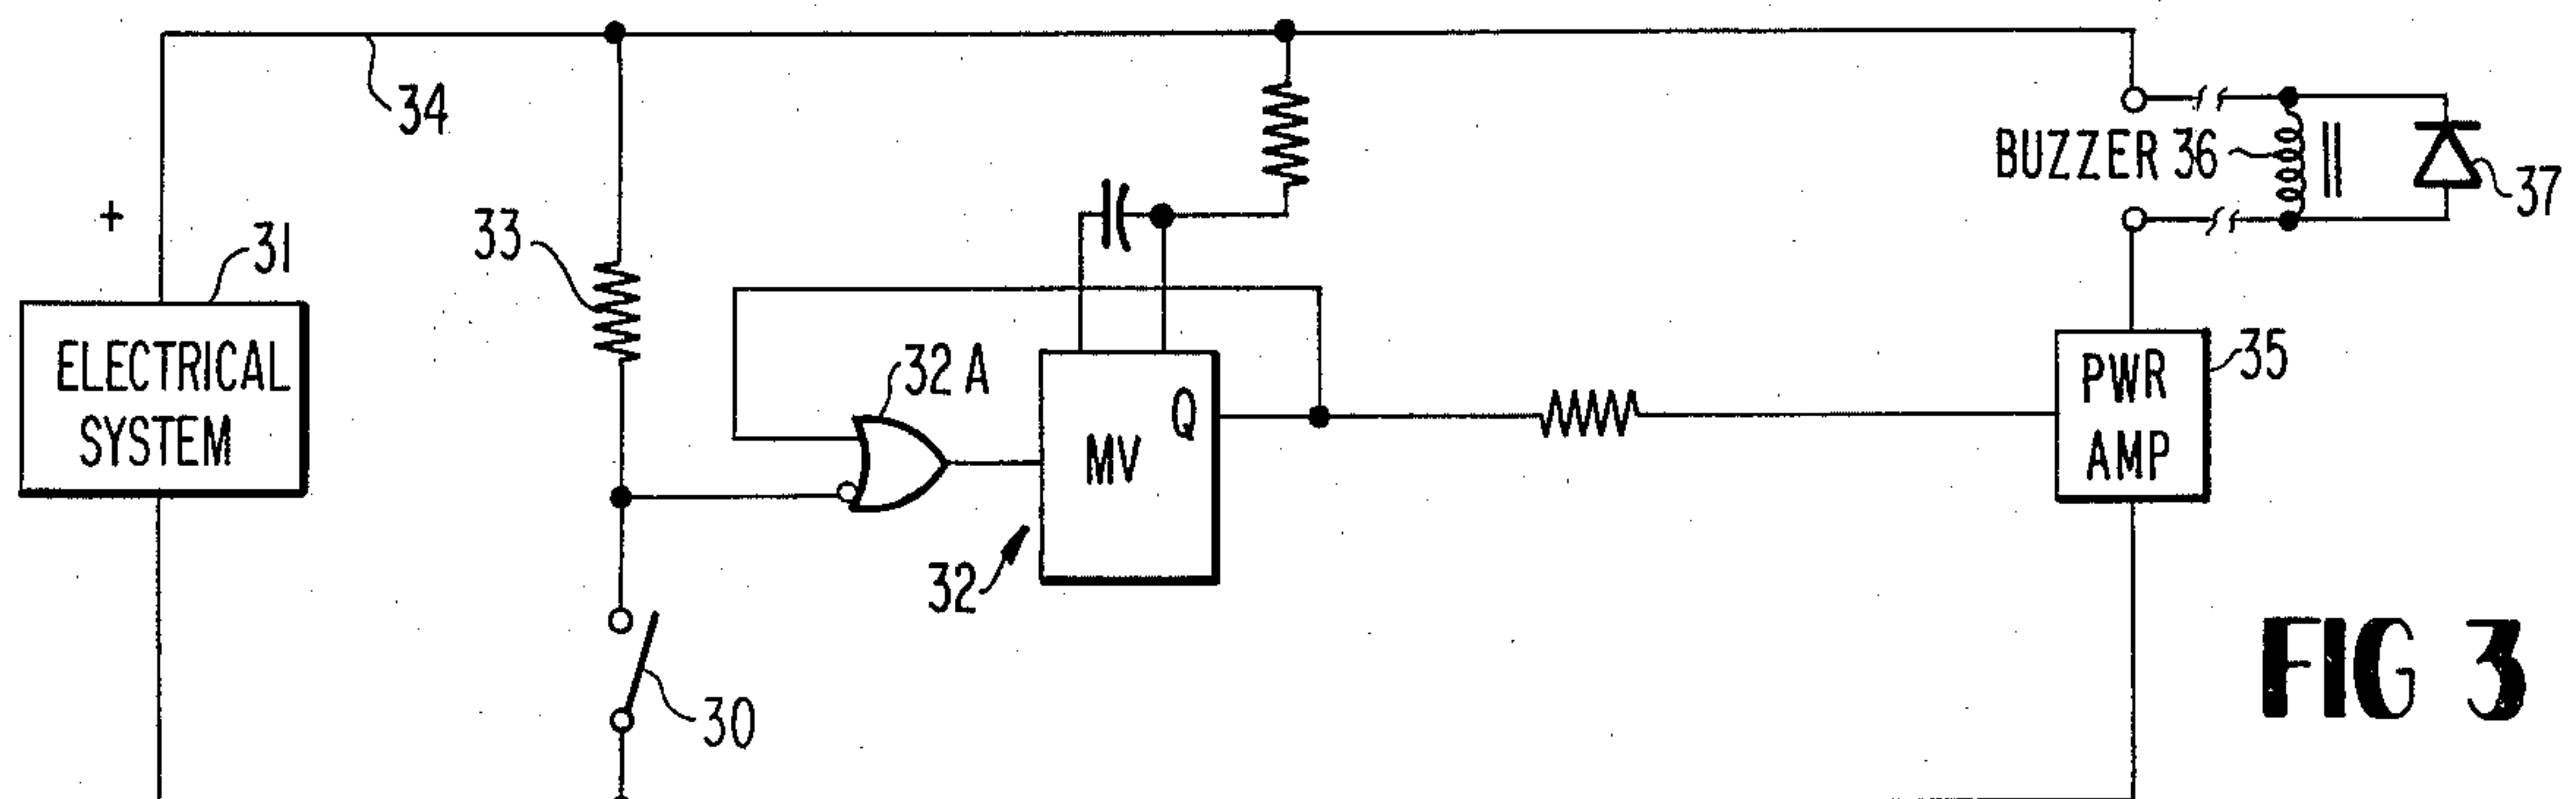 34
+
31
33
ELECTRICAL
SYSTEM
32 A
Q
MV
32
30
BUZZER 36
37
35
PWR
AMP
FIG 3